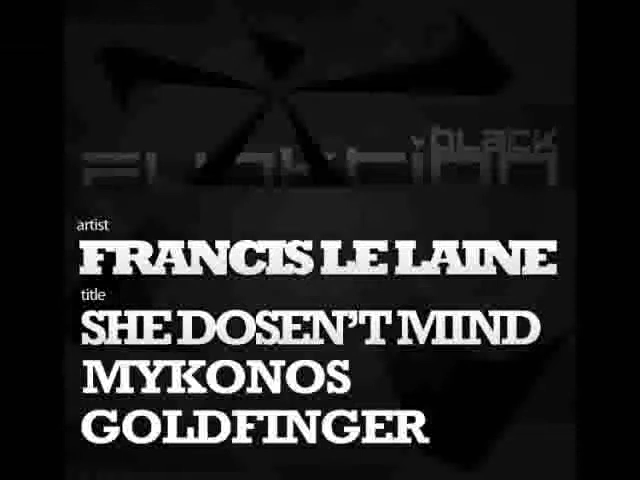 BLACK
artist
FRANCIS LE LAINE
title
SHE DOSEN'T MIND
MYKONOS
GOLDFINGER